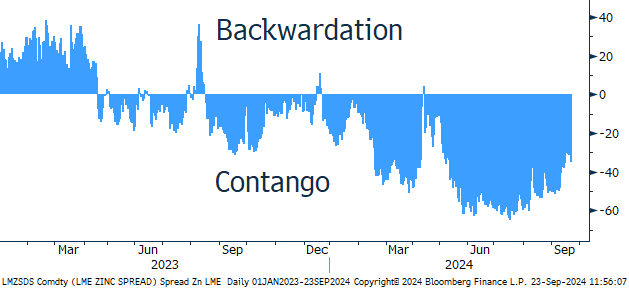 Backwardation
40
20
0
-20
-40
-60
Contango
Mar Jun Sep Dec Mar Jun Sep
2023 2024
LMZSDS Comdty (LME ZINC SPREAD) Spread Zn LME Daily 01JAN2023-23SEP2024 Copyright© 2024 Bloomberg Finance L.P. 23-Sep-2024 11:56:07